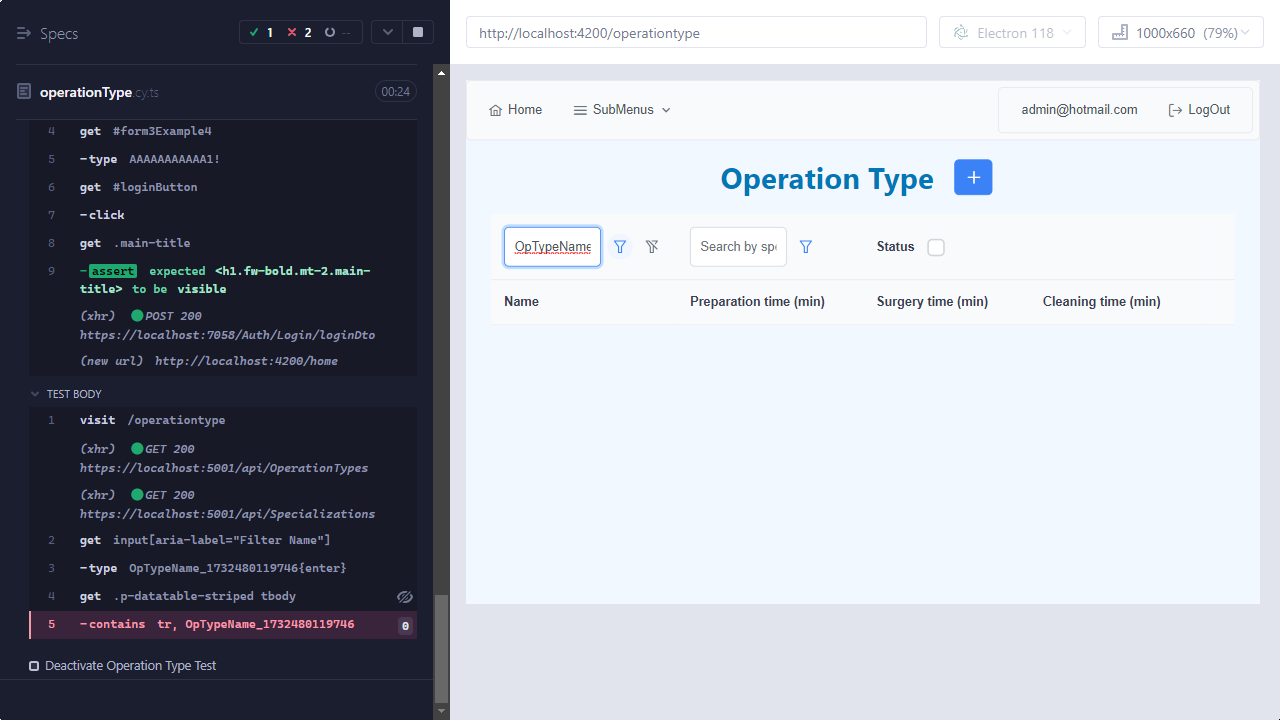 Specs
1
2
--
operationType.cy.ts
00:24
4 get #form3Example4
5 -type AAAAAAAAAAA1!
6 get #loginButton
7 -click
8 get .main-title
9 -assert expected <h1.fw-bold.mt-2.main-
title> to be visible
(xhr) POST 200
https://localhost:7058/Auth/Login/loginDto
(new url) http://localhost:4200/home
TEST BODY
1 visit /operationtype
(xhr) GET 200
https://localhost:5001/api/OperationTypes
(xhr) GET 200
https://localhost:5001/api/Specializations
2 get input[aria-label="Filter Name"]
3 -type OpTypeName_1732480119746{enter}
4 get .p-datatable-striped tbody
5 -contains tr, OpTypeName_1732480119746 0
Deactivate Operation Type Test
http://localhost:4200/operationtype
Electron 118
1000x660 (79%)
Home
SubMenus
admin@hotmail.com
LogOut
Operation Type +
OpTypeName
Search by spe
Status
Name Preparation time (min) Surgery time (min) Cleaning time (min)